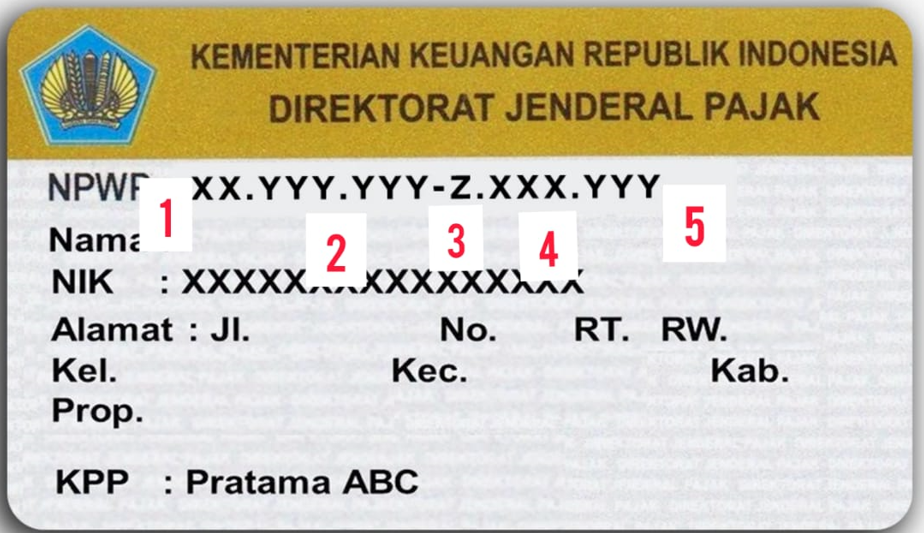 KEMENTERIAN KEUANGAN REPUBLIK INDONESIA
DIREKTORAT JENDERAL PAJAK
NPWP XX.YYY.YYY-Z.XXX.YYY
1 2 3 4 5
Nama
NIK : XXXXXXXXXXXXXXXX
Alamat : Jl. No. RT. RW.
Kel. Kec. Kab.
Prop.
KPP : Pratama ABC